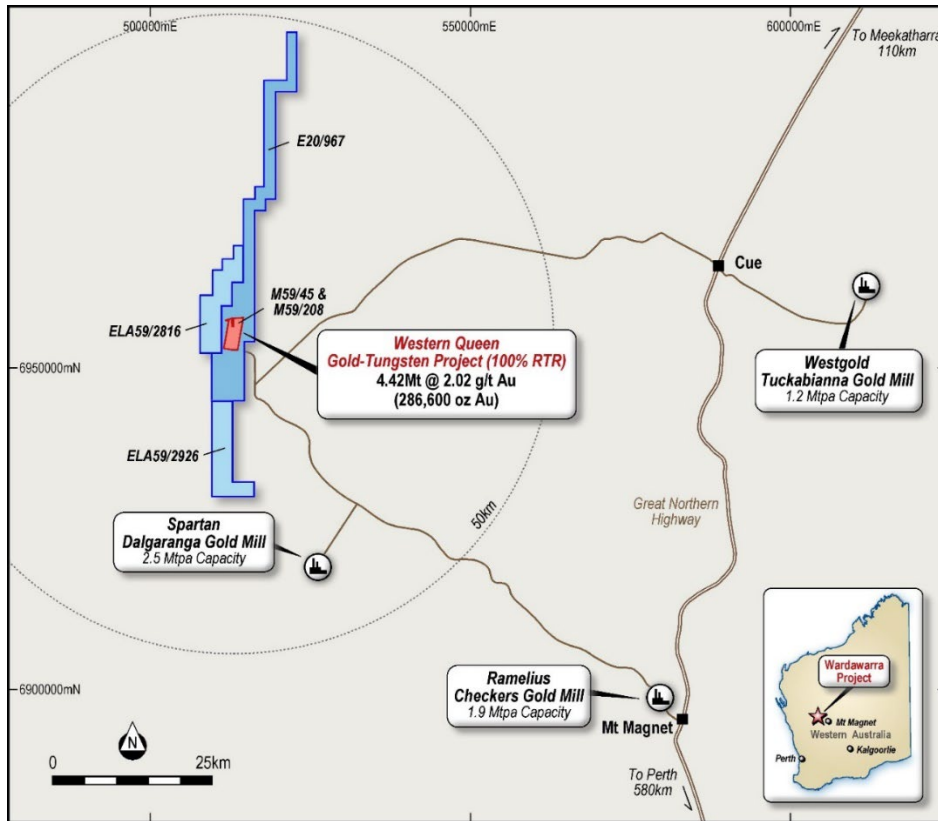 500000mE
550000mE
600000mE
To Meekatharra
110km
E20/967
Cue
M59/45 &
M59/208
ELA59/2816
6950000mN
Western Queen
Gold-Tungsten Project (100% RTR)
4.42Mt @ 2.02 g/t Au
(286,600 oz Au)
Westgold
Tuckabianna Gold Mill
1.2 Mtpa Capacity
ELA59/2926
Great Northern
Highway
50km
Spartan
Dalgaranga Gold Mill
2.5 Mtpa Capacity
6900000mN
Ramelius
Checkers Gold Mill
1.9 Mtpa Capacity
Mt Magnet
To Perth
580km
N
0
25km
Wardawarra
Project
Mt Magnet
Western Australia
Kalgoorlie
Perth